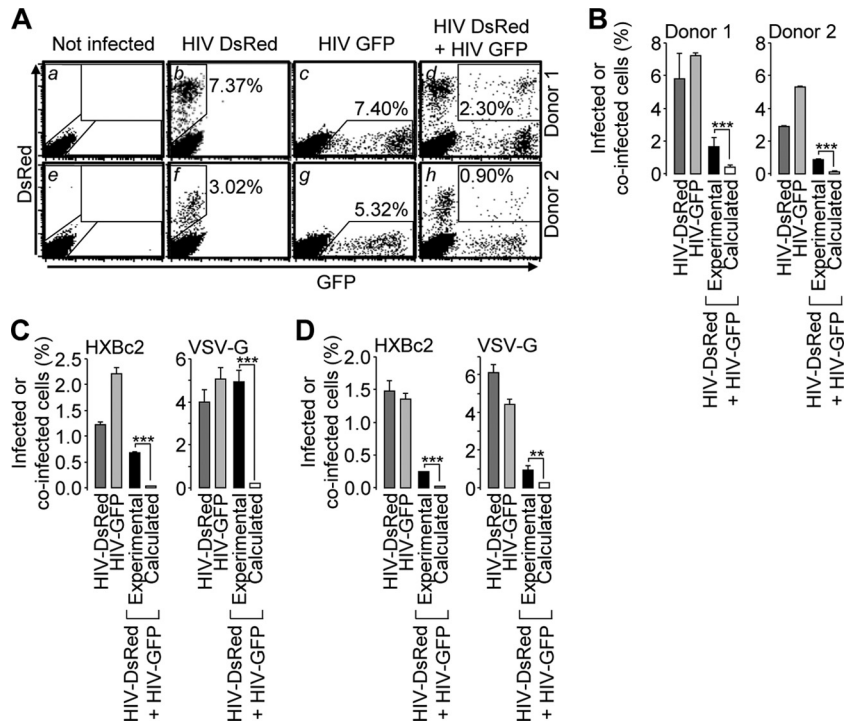 A
Not infected
HIV DsRed
HIV GFP
HIV DsRed
+ HIV GFP
a
b
7.37%
c
7.40%
d
2.30%
Donor 1
e
f
3.02%
g
5.32%
h
0.90%
Donor 2
DsRed
GFP
B
Donor 1
Donor 2
Infected or
co-infected cells (%)
8
6
4
2
0
***
8
6
4
2
0
***
HIV-DsRed
HIV-GFP
Experimental
Calculated
HIV-DsRed
+ HIV-GFP
HIV-DsRed
HIV-GFP
Experimental
Calculated
HIV-DsRed
+ HIV-GFP
C
HXBc2
VSV-G
Infected or
co-infected cells (%)
2.5
2.0
1.5
1.0
0.5
0.0
***
6
4
2
0
***
HIV-DsRed
HIV-GFP
Experimental
Calculated
HIV-DsRed
+ HIV-GFP
HIV-DsRed
HIV-GFP
Experimental
Calculated
HIV-DsRed
+ HIV-GFP
D
HXBc2
VSV-G
Infected or
co-infected cells (%)
2.0
1.5
1.0
0.5
0.0
***
6
4
2
0
**
HIV-DsRed
HIV-GFP
Experimental
Calculated
HIV-DsRed
+ HIV-GFP
HIV-DsRed
HIV-GFP
Experimental
Calculated
HIV-DsRed
+ HIV-GFP